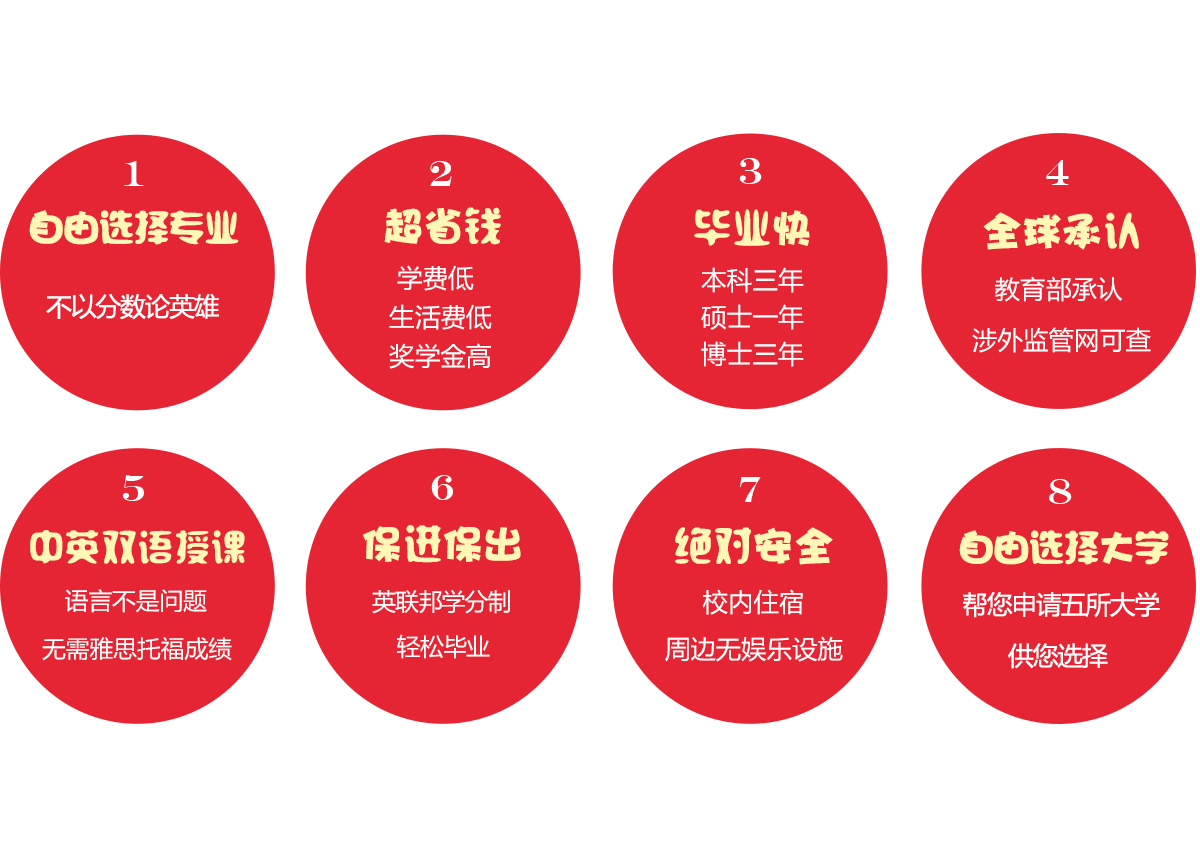 1
自由选择专业
不以分数论英雄
2
超省钱
学费低
生活费低
奖学金高
3
毕业快
本科三年
硕士一年
博士三年
4
全球承认
教育部承认
涉外监管网可查
5
中英双语授课
语言不是问题
无需雅思托福成绩
6
保进保出
英联邦学分制
轻松毕业
7
绝对安全
校内住宿
周边无娱乐设施
8
自由选择大学
帮您申请五所大学
供您选择